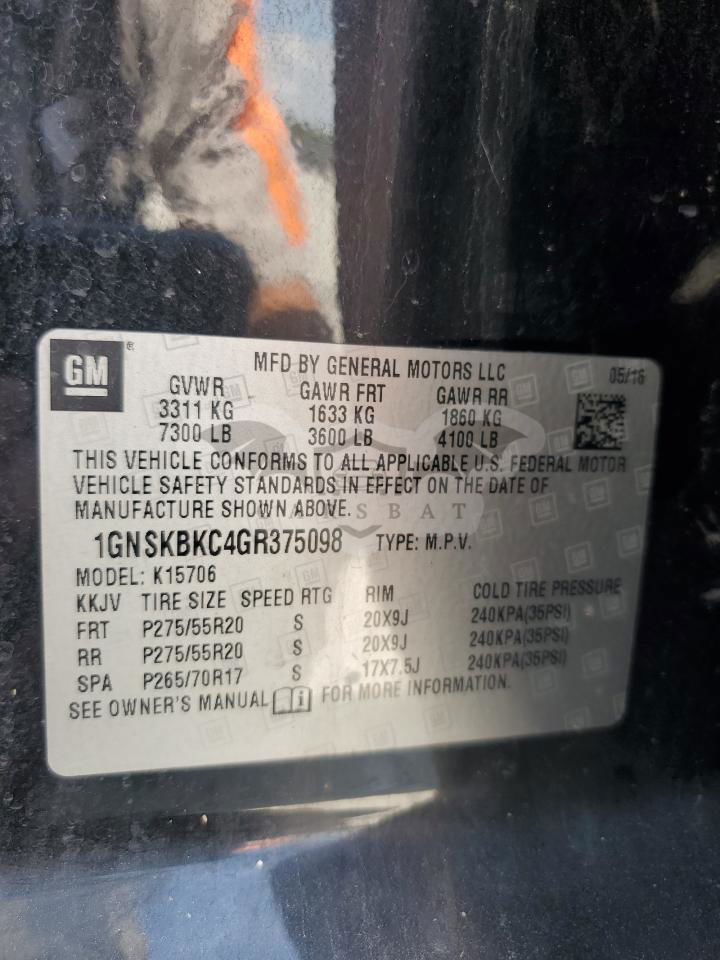 GM ®
MFD BY GENERAL MOTORS LLC 05/16
GVWR GAWR FRT GAWR RR
3311 KG 1633 KG 1860 KG
7300 LB 3600 LB 4100 LB
THIS VEHICLE CONFORMS TO ALL APPLICABLE U.S. FEDERAL MOTOR
VEHICLE SAFETY STANDARDS IN EFFECT ON THE DATE OF
MANUFACTURE SHOWN ABOVE.
1GNSKBKC4GR375098 TYPE: M.P.V.
MODEL: K15706
KKJV TIRE SIZE SPEED RTG RIM COLD TIRE PRESSURE
FRT P275/55R20 S 20X9J 240KPA(35PSI)
RR P275/55R20 S 20X9J 240KPA(35PSI)
SPA P265/70R17 S 17X7.5J 240KPA(35PSI)
SEE OWNER'S MANUAL i FOR MORE INFORMATION.